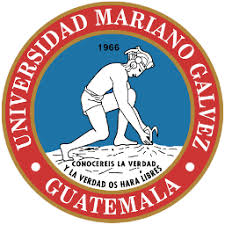 UNIVERSIDAD MARIANO GALVEZ
1966
CONOCEREIS LA VERDAD
Y LA VERDAD OS HARA LIBRES
GUATEMALA